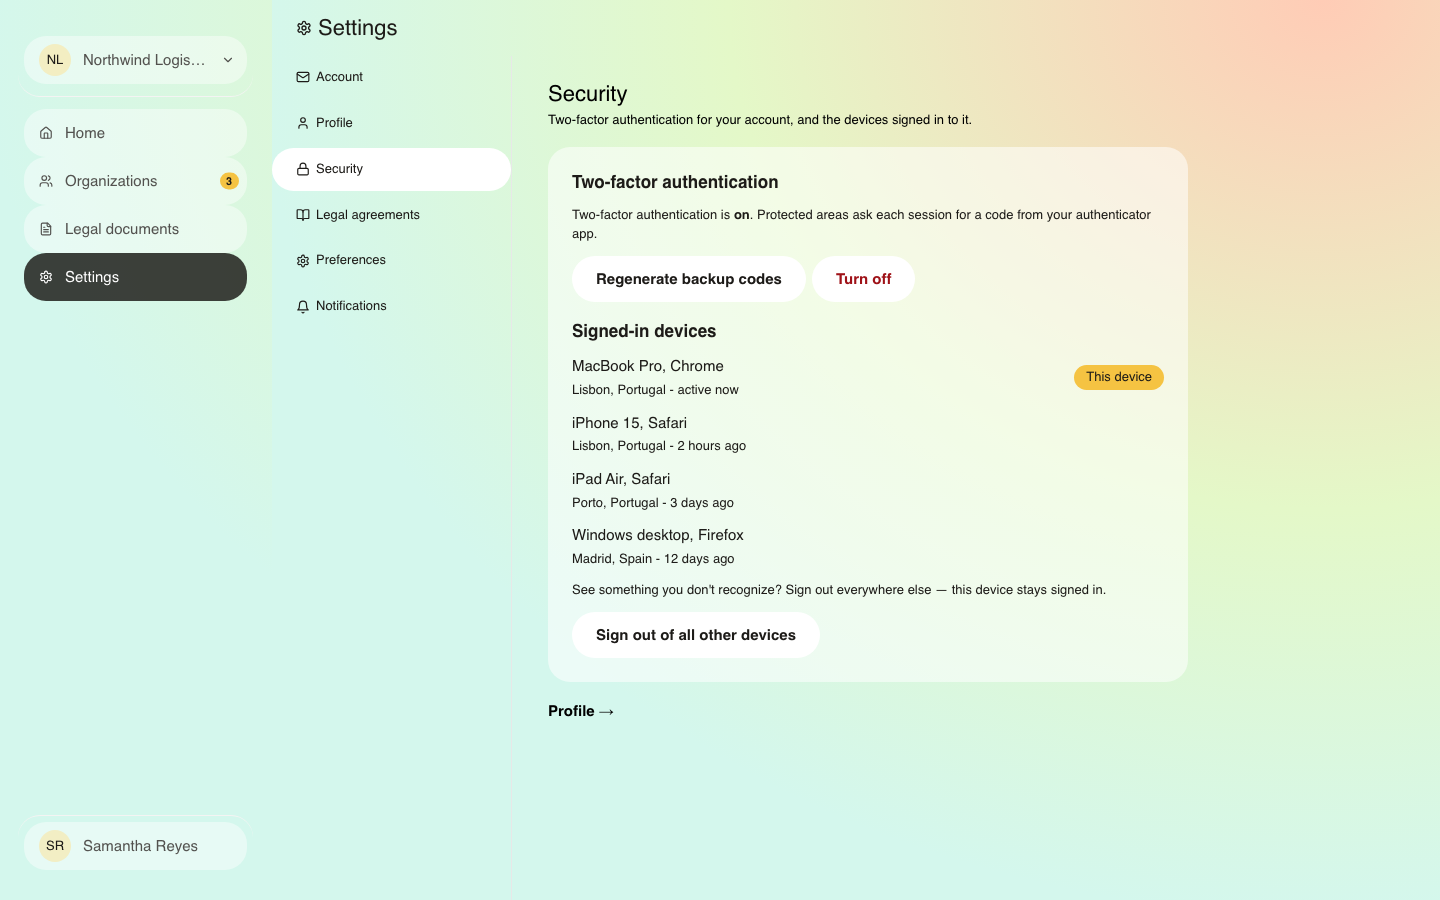 NL
Northwind Logis...
Home
Organizations
3
Legal documents
Settings
SR
Samantha Reyes
Settings
Account
Profile
Security
Legal agreements
Preferences
Notifications
Security
Two-factor authentication for your account, and the devices signed in to it.
Two-factor authentication
Two-factor authentication is on. Protected areas ask each session for a code from your authenticator
app.
Regenerate backup codes
Turn off
Signed-in devices
MacBook Pro, Chrome
Lisbon, Portugal - active now
This device
iPhone 15, Safari
Lisbon, Portugal - 2 hours ago
iPad Air, Safari
Porto, Portugal - 3 days ago
Windows desktop, Firefox
Madrid, Spain - 12 days ago
See something you don't recognize? Sign out everywhere else — this device stays signed in.
Sign out of all other devices
Profile →